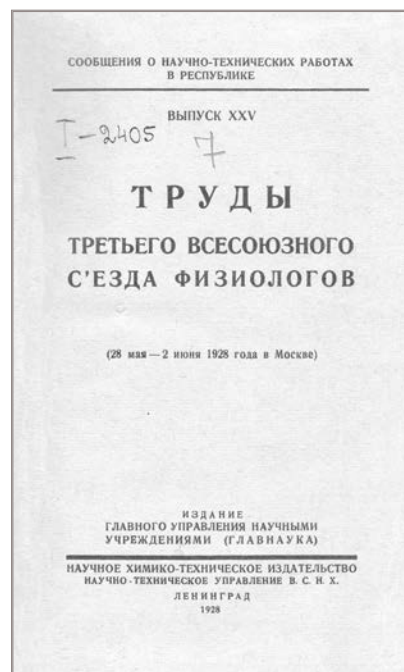 СООБЩЕНИЯ О НАУЧНО-ТЕХНИЧЕСКИХ РАБОТАХ
В РЕСПУБЛИКЕ
ВЫПУСК XXV
I-2405
7
ТРУДЫ
ТРЕТЬЕГО ВСЕСОЮЗНОГО
С'ЕЗДА ФИЗИОЛОГОВ
(28 мая — 2 июня 1928 года в Москве)
ИЗДАНИЕ
ГЛАВНОГО УПРАВЛЕНИЯ НАУЧНЫМИ
УЧРЕЖДЕНИЯМИ (ГЛАВНАУКА)
НАУЧНОЕ ХИМИКО-ТЕХНИЧЕСКОЕ ИЗДАТЕЛЬСТВО
НАУЧНО-ТЕХНИЧЕСКОЕ УПРАВЛЕНИЕ В. С. Н. Х.
ЛЕНИНГРАД
1928